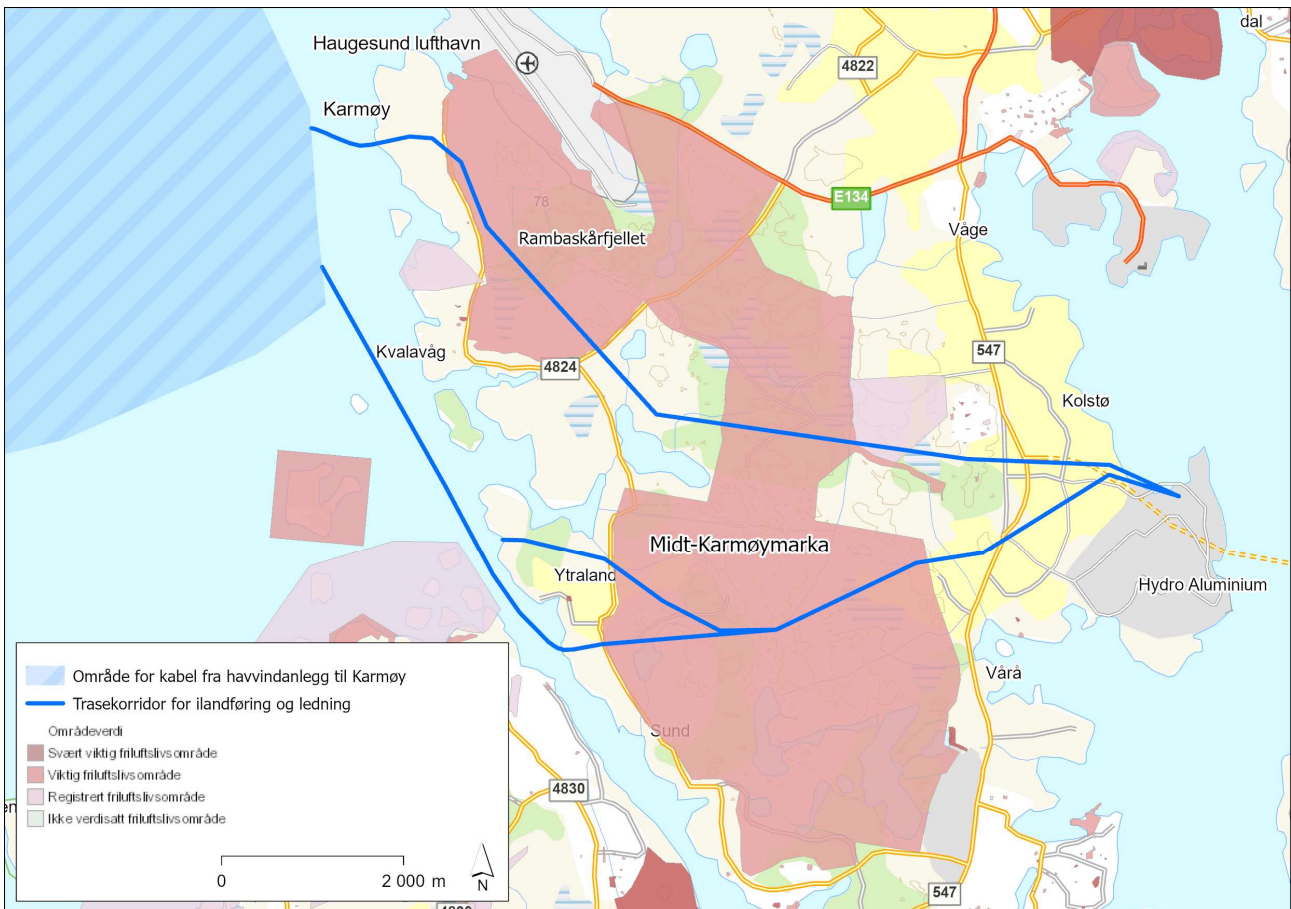 dal
Haugesund lufthavn
4822
Karmøy
E134
78
Rambaskårfjellet
Våge
Kvalavåg
4824
547
Kolstø
Midt-Karmøymarka
Ytraland
Hydro Aluminium
Vårå
Sund
4830
547
Område for kabel fra havvindanlegg til Karmøy
Trasekorridor for ilandføring og ledning
Områdeverdi
Svært viktig friluftslivsområde
Viktig friluftslivsområde
Registrert friluftslivsområde
Ikke verdisatt friluftslivsområde
0
2 000 m
N